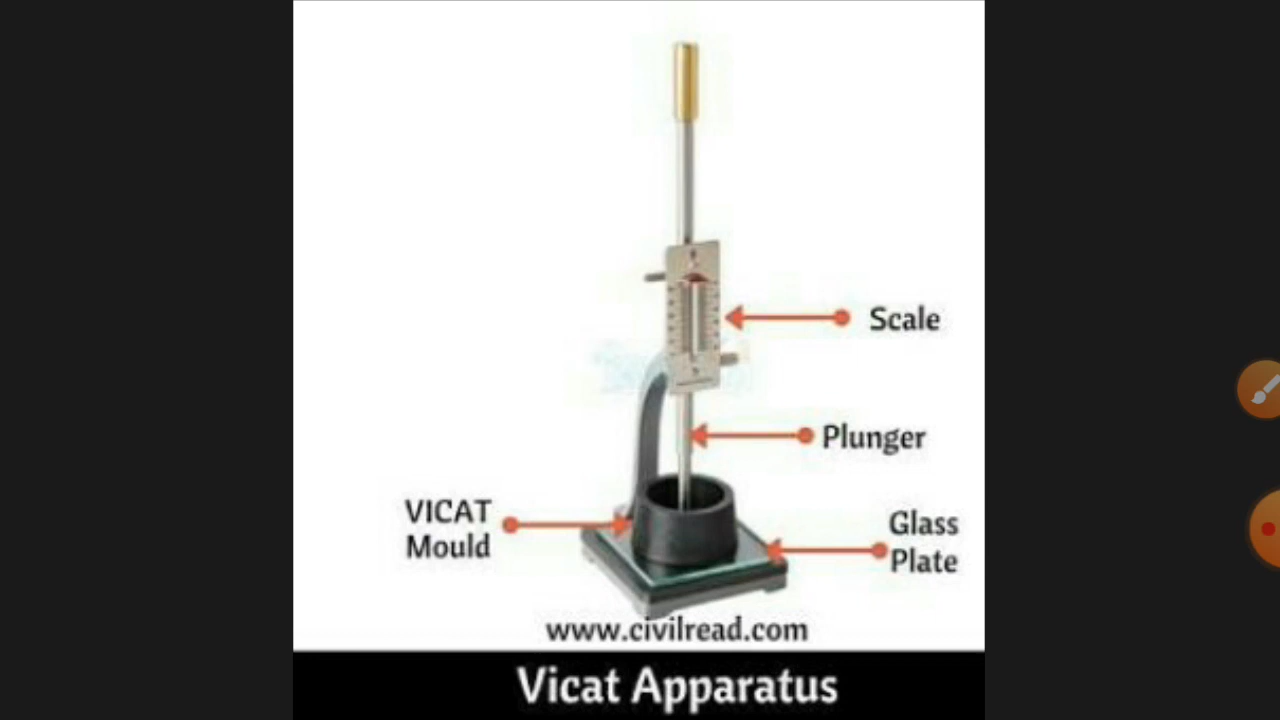 Scale
Plunger
VICAT
Mould
Glass
Plate
www.civilread.com
Vicat Apparatus